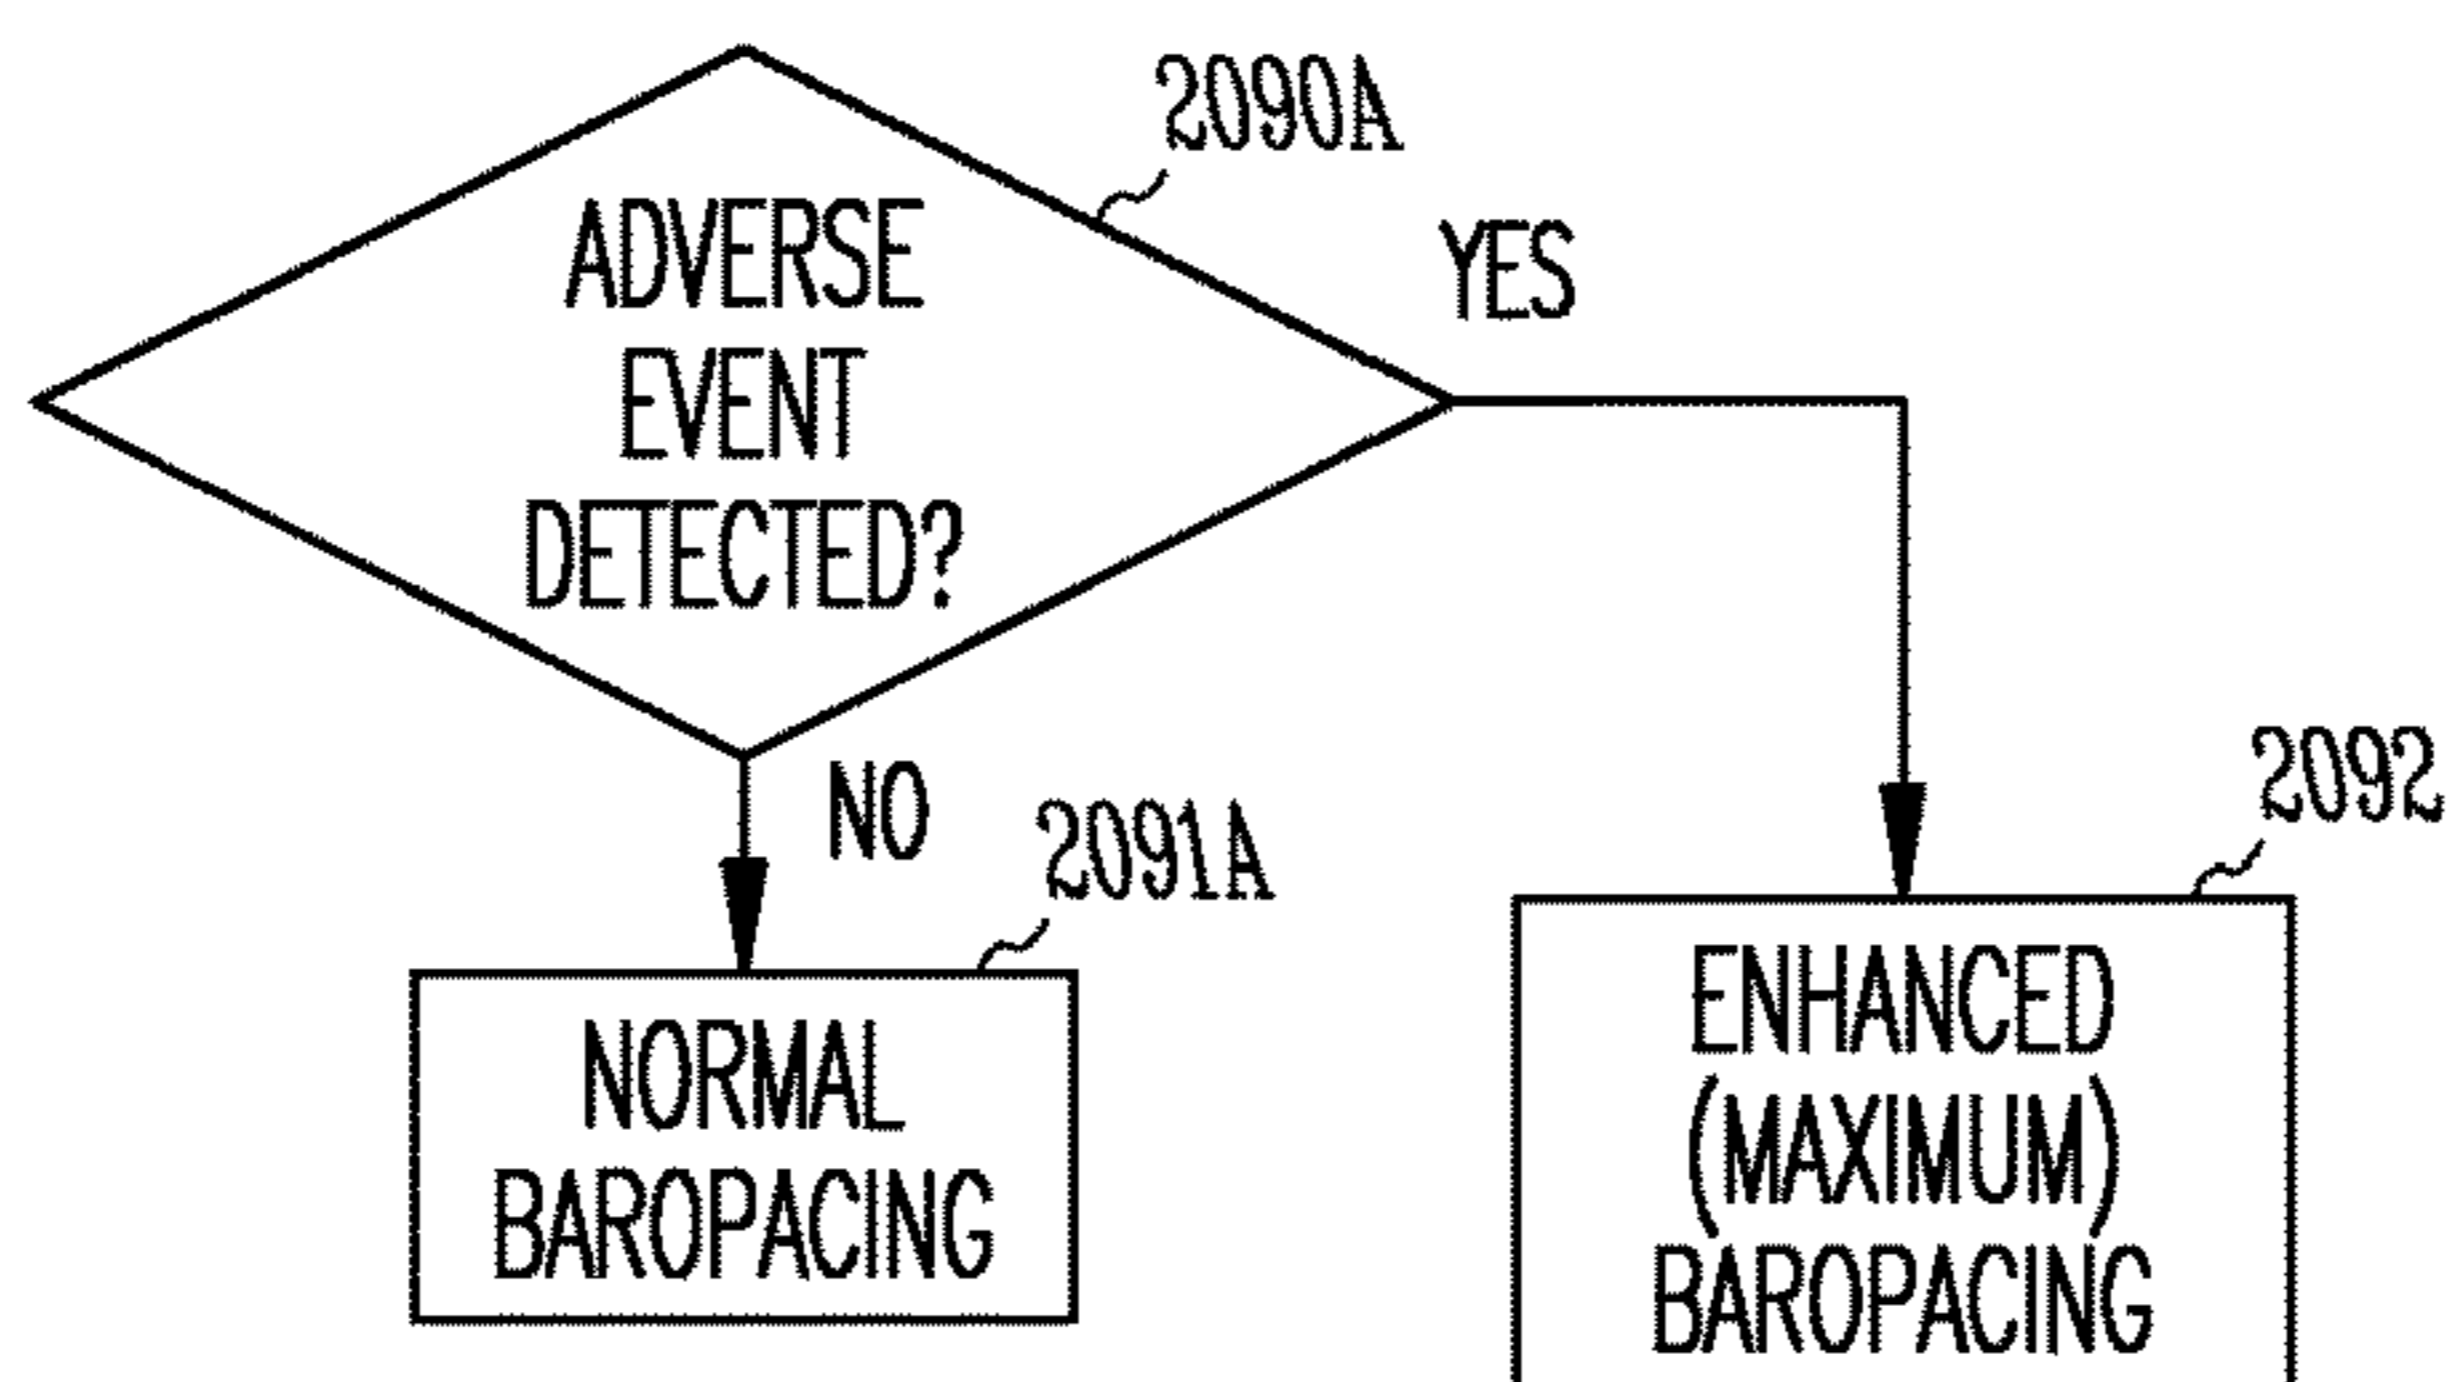 2090A
ADVERSE
EVENT
DETECTED?
YES
NO
2091A
NORMAL
BAROPACING
2092
ENHANCED
(MAXIMUM)
BAROPACING